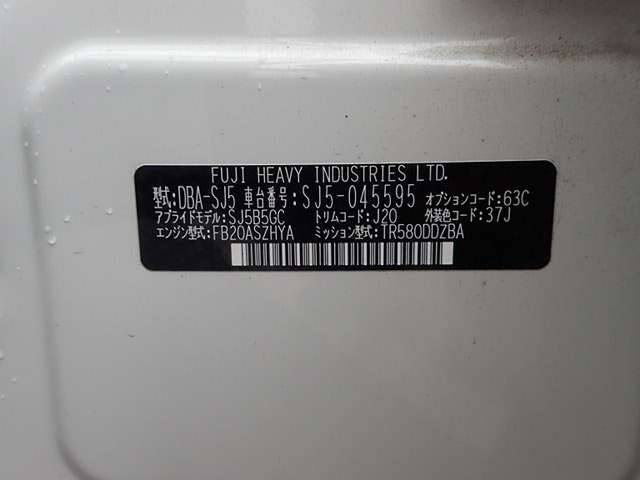 FUJI HEAVY INDUSTRIES LTD.
型式:DBA-SJ5 車台番号:SJ5-045595 オプションコード:63C
アプライドモデル:SJ5B5GC トリムコード:J20 外装色コード:37J
エンジン型式:FB20ASZHYA ミッション型式:TR580DDZBA